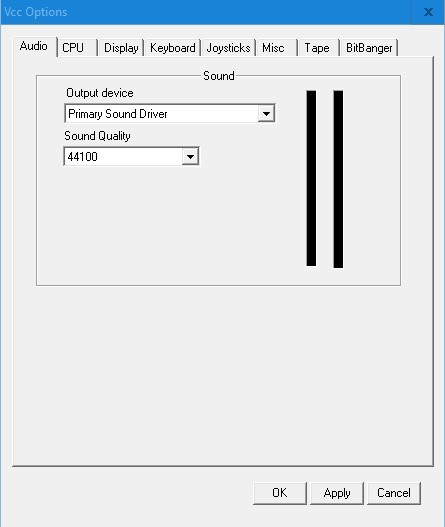 Vcc Options
Audio CPU Display Keyboard Joysticks Misc Tape BitBanger
Sound
Output device
Primary Sound Driver
Sound Quality
44100
OK Apply Cancel